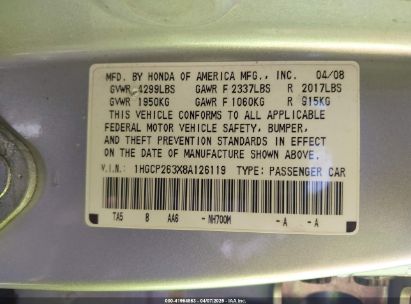 MFD. BY HONDA OF AMERICA MFG., INC. 04/08
GVWR 4299LBS GAWR F 2337LBS R 2017LBS
GVWR 1950KG GAWR F 1060KG R 915KG
THIS VEHICLE CONFORMS TO ALL APPLICABLE
FEDERAL MOTOR VEHICLE SAFETY, BUMPER,
AND THEFT PREVENTION STANDARDS IN EFFECT
ON THE DATE OF MANUFACTURE SHOWN ABOVE.
V.I.N.: 1HGCP263X8A126119 TYPE: PASSENGER CAR
TA5 B AA6 -NH700M -A -A